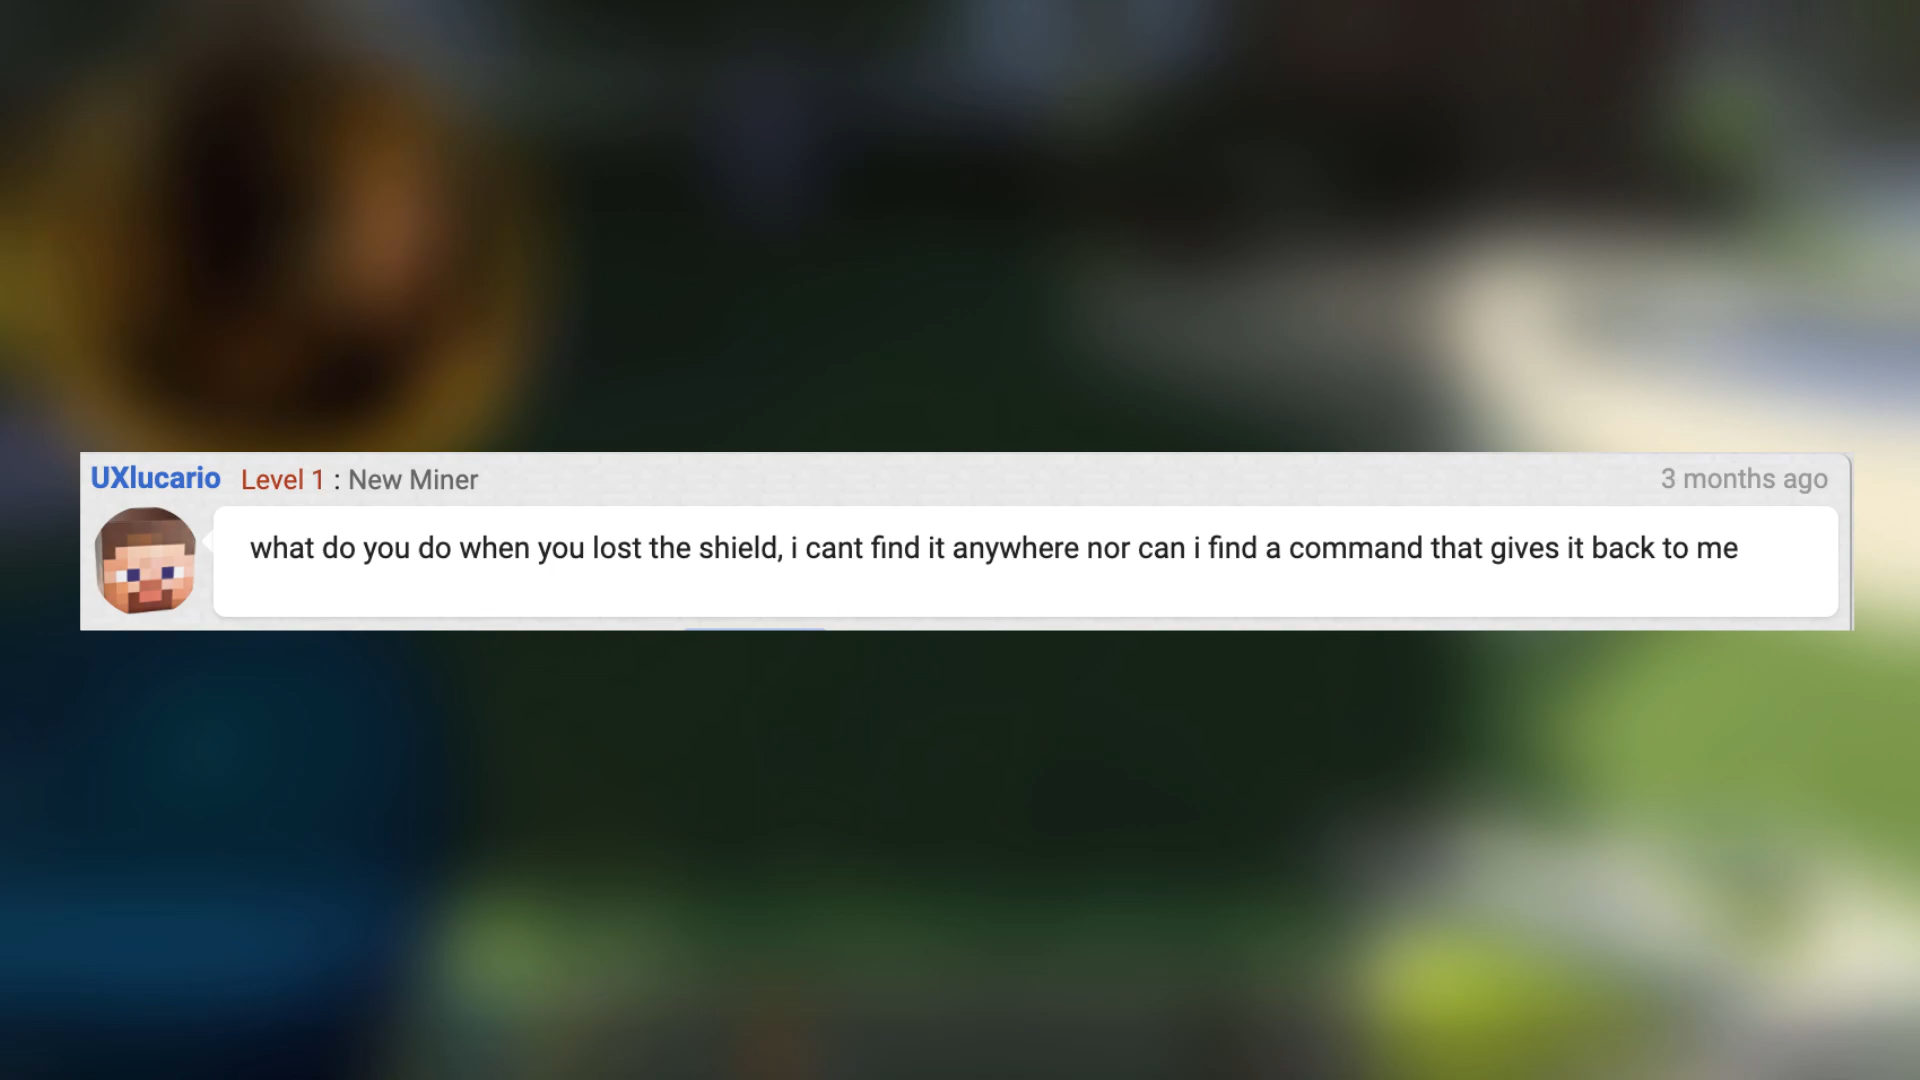 UXlucario Level 1 : New Miner 3 months ago
what do you do when you lost the shield, i cant find it anywhere nor can i find a command that gives it back to me